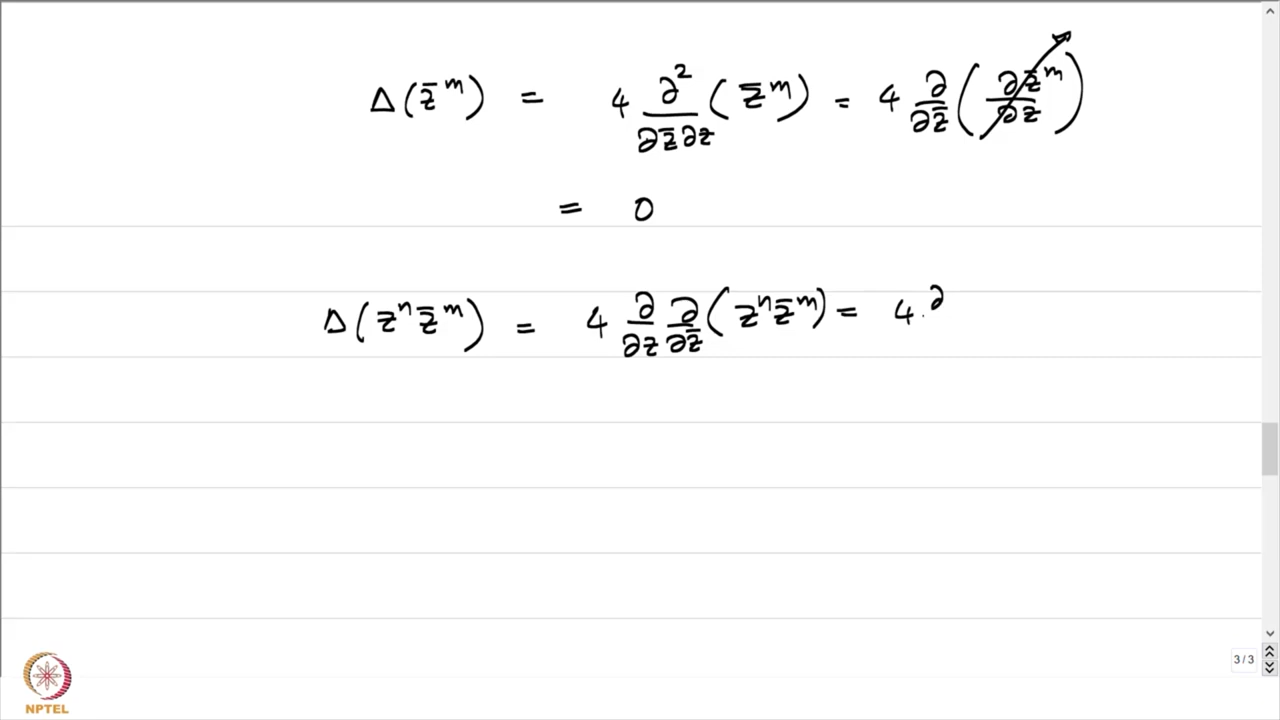 Δ(z̄^m) = 4 ∂²/∂z̄∂z (z̄^m) = 4 ∂/∂z̄ (∂z̄^m/∂z)
= 0
Δ(z^n z̄^m) = 4 ∂/∂z ∂/∂z̄ (z^n z̄^m) = 4 ∂
3 / 3
NPTEL